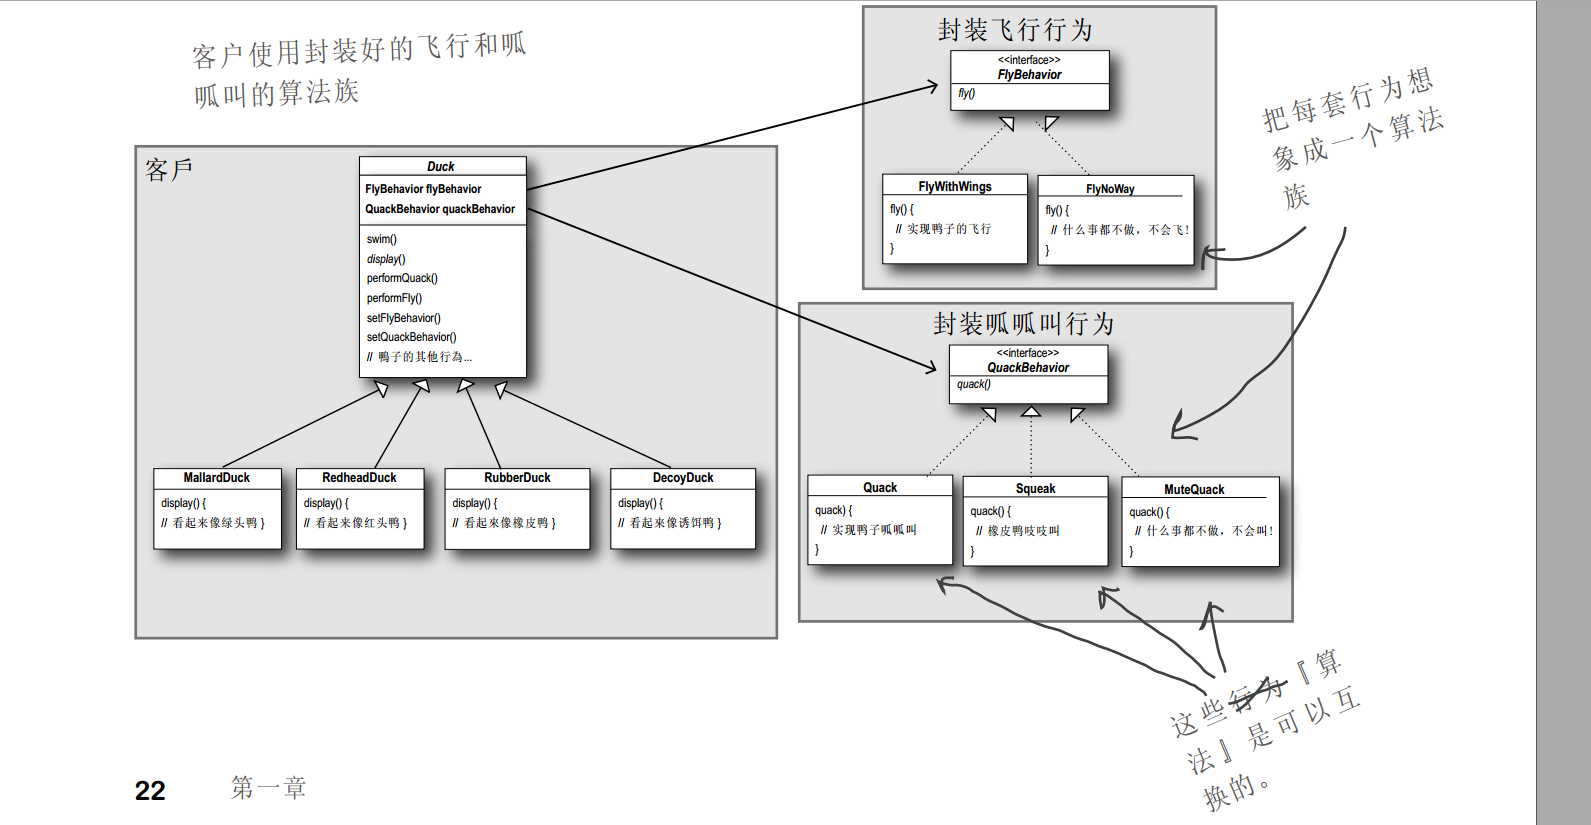 客户使用封装好的飞行和呱
呱叫的算法族
客戶
Duck
FlyBehavior flyBehavior
QuackBehavior quackBehavior
swim()
display()
performQuack()
performFly()
setFlyBehavior()
setQuackBehavior()
// 鸭子的其他行為...
MallardDuck
display() {
// 看起來像绿头鸭 }
RedheadDuck
display() {
// 看起来像红头鸭 }
RubberDuck
display() {
// 看起來像橡皮鸭 }
DecoyDuck
display() {
// 看起來像诱饵鸭 }
封装飞行行为
<<interface>>
FlyBehavior
fly()
FlyWithWings
fly() {
// 实现鸭子的飞行
}
FlyNoWay
fly() {
// 什么事都不做，不会飞！
}
把每套行为想
象成一个算法
族
封装呱呱叫行为
<<interface>>
QuackBehavior
quack()
Quack
quack) {
// 实现鸭子呱呱叫
}
Squeak
quack() {
// 橡皮鸭吱吱叫
}
MuteQuack
quack() {
// 什么事都不做，不会叫！
}
这些行为『算
法』是可以互
换的。
22
第一章